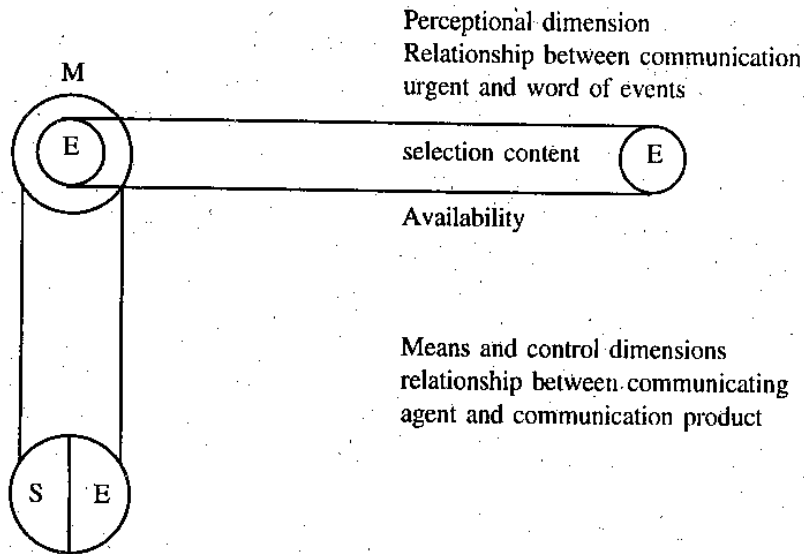 Perceptional dimension
Relationship between communication
urgent and word of events
M
E
selection content
E
Availability
Means and control dimensions
relationship between communicating
agent and communication product
S
E